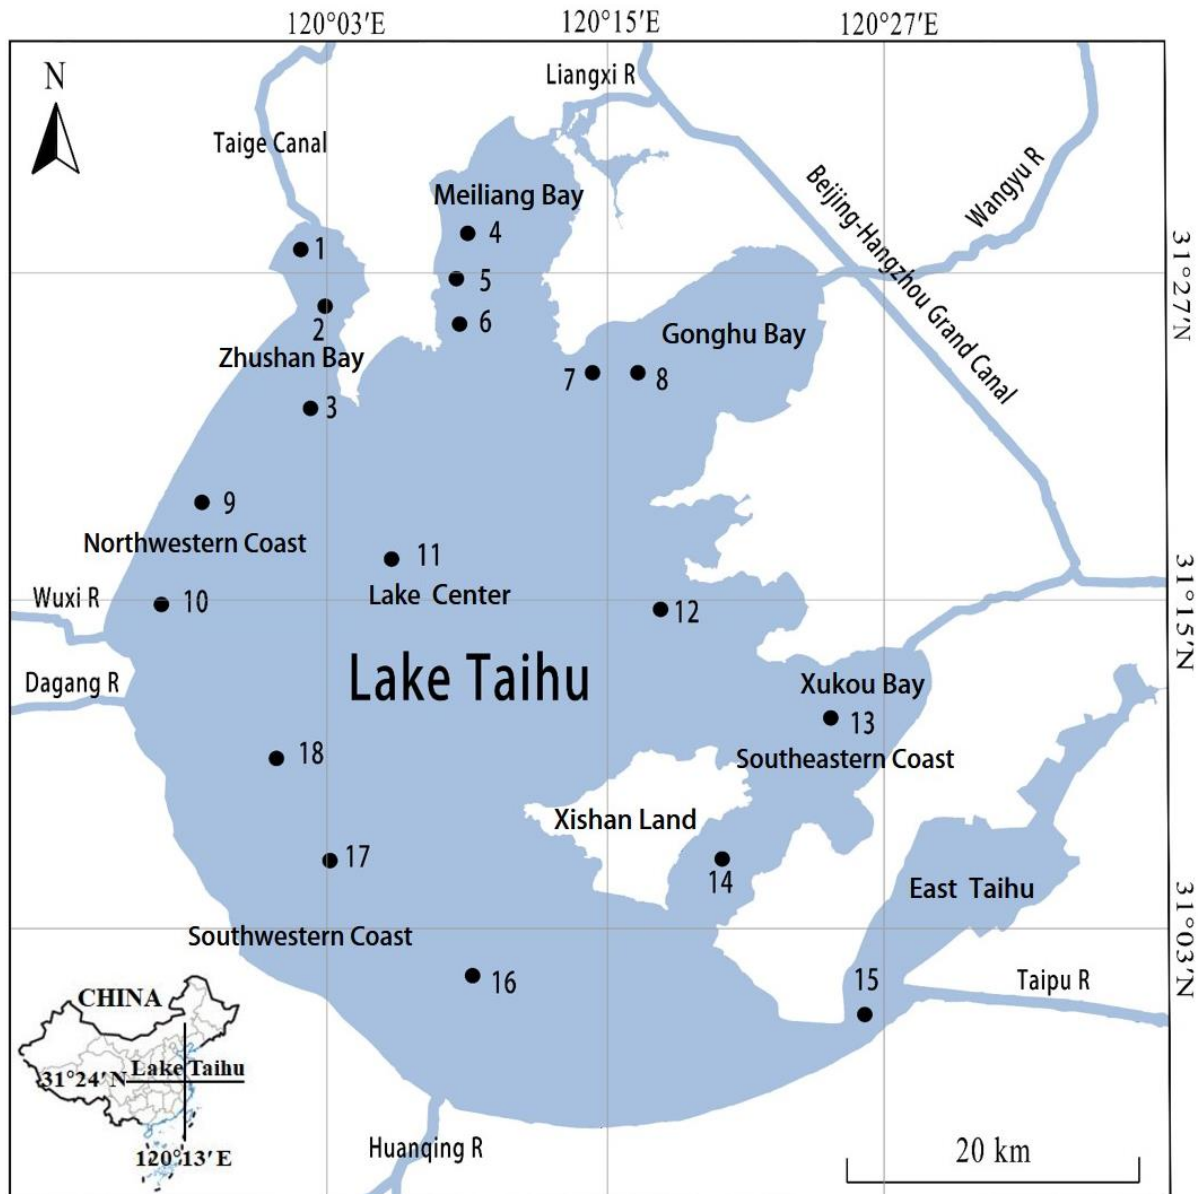 120°03′E
120°15′E
120°27′E
N
Liangxi R
Taige Canal
Beijing-Hangzhou Grand Canal
Wangyu R
Meiliang Bay
4
1
5
31°27′N
2
6
Gonghu Bay
Zhushan Bay
7
8
3
9
Northwestern Coast
11
Lake Center
Wuxi R
10
12
31°15′N
Lake Taihu
Dagang R
Xukou Bay
13
18
Southeastern Coast
Xishan Land
17
14
East Taihu
Southwestern Coast
31°03′N
16
15
Taipu R
CHINA
Lake Taihu
31°24′N
120°13′E
Huanqing R
20 km